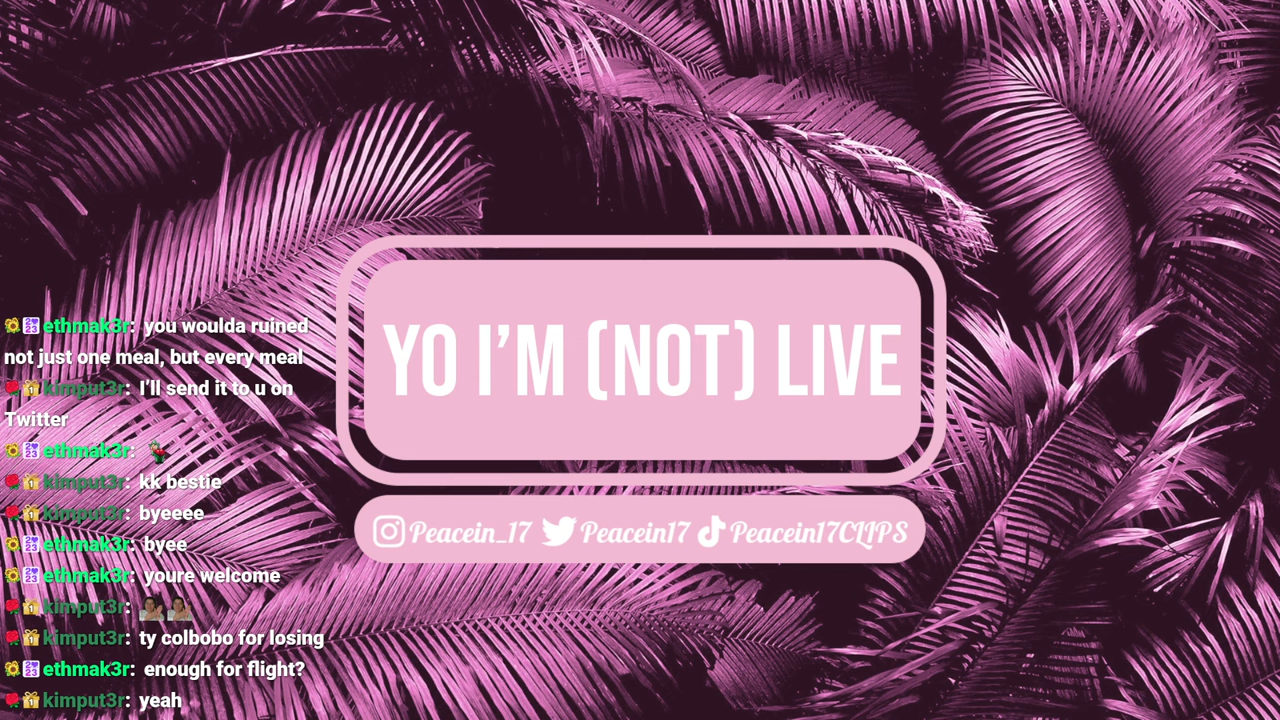 ethmak3r: you woulda ruined
not just one meal, but every meal
kimput3r: I'll send it to u on
Twitter
ethmak3r:
kimput3r: kk bestie
kimput3r: byeeee
ethmak3r: byee
ethmak3r: youre welcome
kimput3r:
kimput3r: ty colbobo for losing
ethmak3r: enough for flight?
kimput3r: yeah
YO I'M (NOT) LIVE
Peacein_17 Peacein17 Peacein17CLIPS